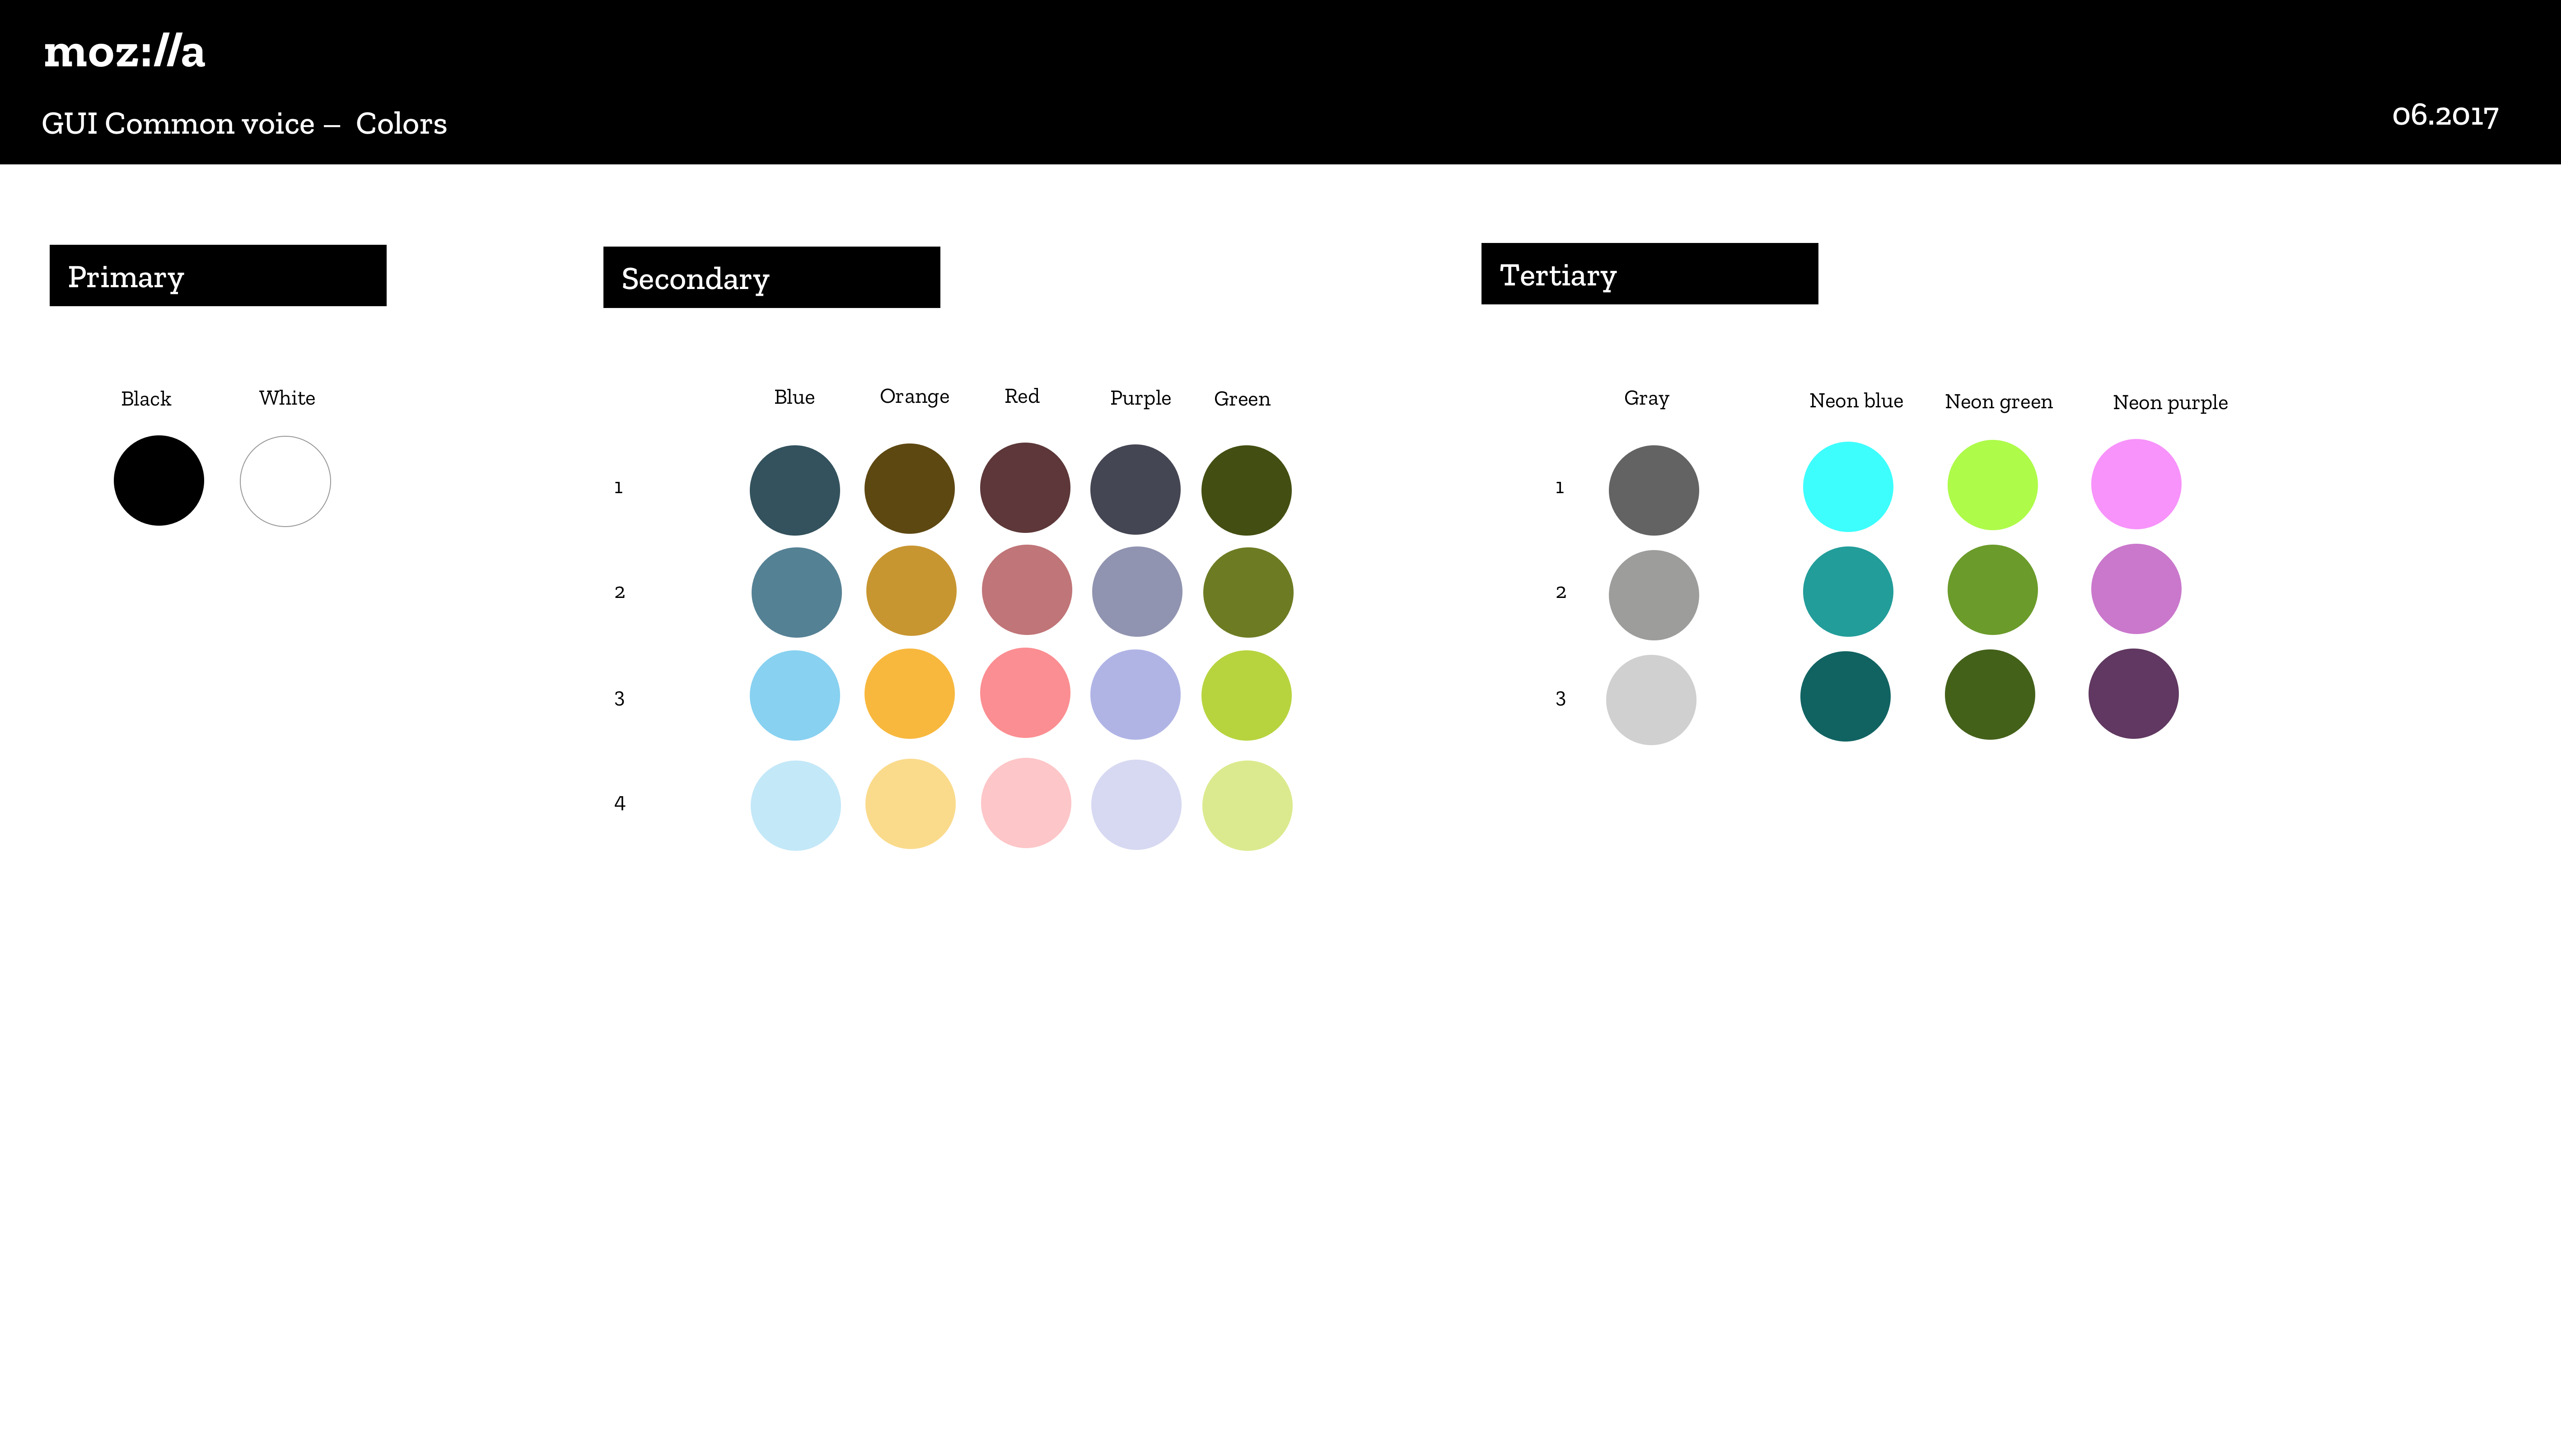 moz://a
GUI Common voice – Colors
06.2017
Primary
Secondary
Tertiary
Black White
Blue Orange Red Purple Green
Gray Neon blue Neon green Neon purple
1
2
3
4
1
2
3